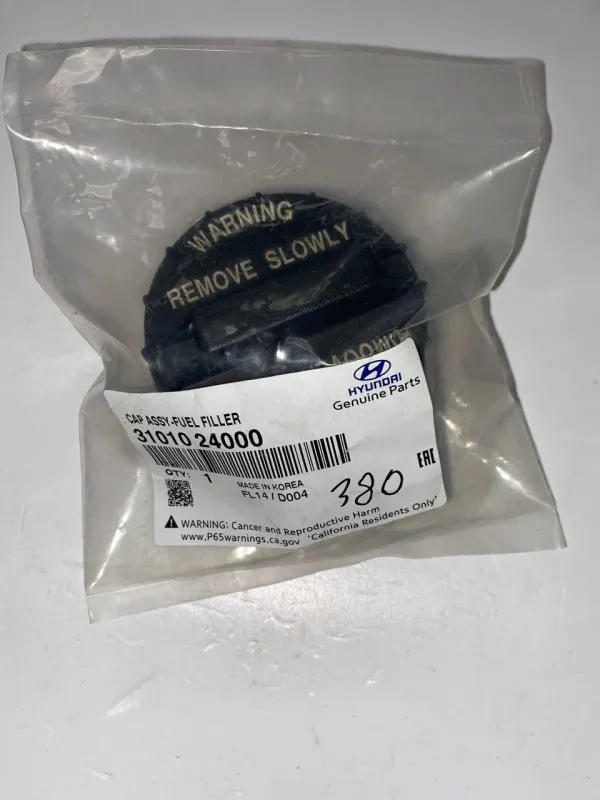 WARNING
REMOVE SLOWLY
HYUNDAI
Genuine Parts
CAP ASSY-FUEL FILLER
31010 24000
QTY: 1
MADE IN KOREA
FL14 / D004
380
EAC
WARNING: Cancer and Reproductive Harm
www.P65warnings.ca.gov 'California Residents Only'